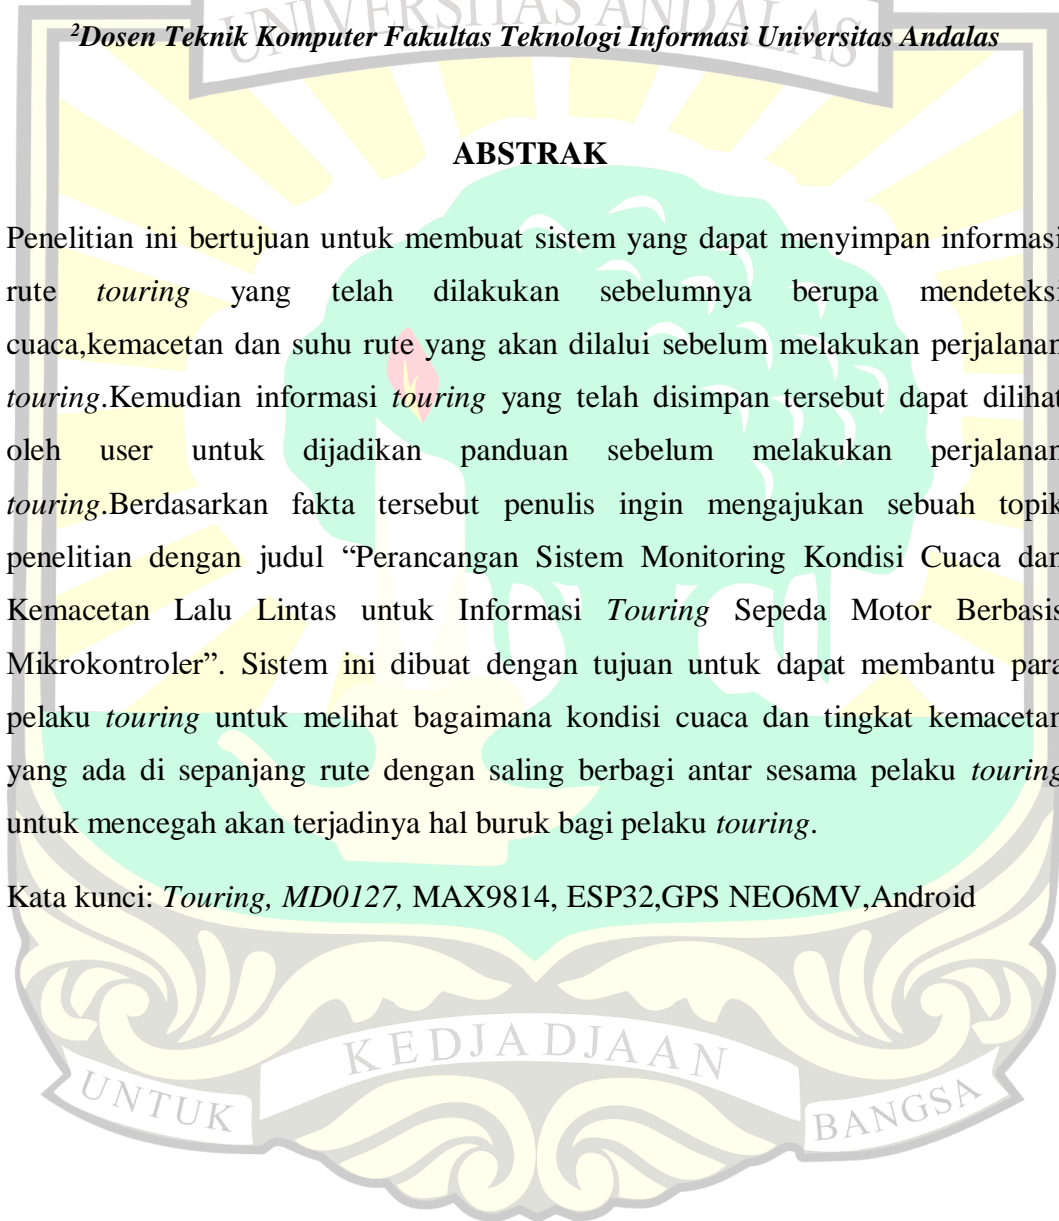 UNIVERSITAS ANDALAS
²Dosen Teknik Komputer Fakultas Teknologi Informasi Universitas Andalas
ABSTRAK
Penelitian ini bertujuan untuk membuat sistem yang dapat menyimpan informasi
rute touring yang telah dilakukan sebelumnya berupa mendeteksi
cuaca,kemacetan dan suhu rute yang akan dilalui sebelum melakukan perjalanan
touring.Kemudian informasi touring yang telah disimpan tersebut dapat dilihat
oleh user untuk dijadikan panduan sebelum melakukan perjalanan
touring.Berdasarkan fakta tersebut penulis ingin mengajukan sebuah topik
penelitian dengan judul “Perancangan Sistem Monitoring Kondisi Cuaca dan
Kemacetan Lalu Lintas untuk Informasi Touring Sepeda Motor Berbasis
Mikrokontroler”. Sistem ini dibuat dengan tujuan untuk dapat membantu para
pelaku touring untuk melihat bagaimana kondisi cuaca dan tingkat kemacetan
yang ada di sepanjang rute dengan saling berbagi antar sesama pelaku touring
untuk mencegah akan terjadinya hal buruk bagi pelaku touring.
Kata kunci: Touring, MD0127, MAX9814, ESP32,GPS NEO6MV,Android
UNTUK KEDJADJAAN BANGSA